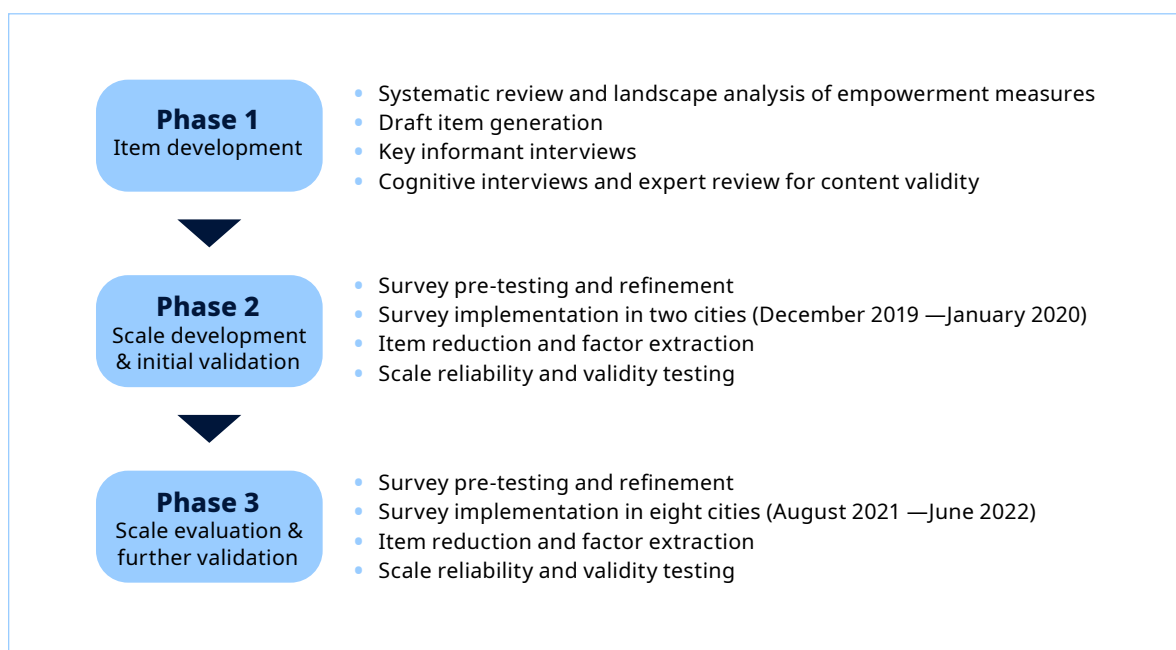 Phase 1
Item development
• Systematic review and landscape analysis of empowerment measures
• Draft item generation
• Key informant interviews
• Cognitive interviews and expert review for content validity
Phase 2
Scale development
& initial validation
• Survey pre-testing and refinement
• Survey implementation in two cities (December 2019 —January 2020)
• Item reduction and factor extraction
• Scale reliability and validity testing
Phase 3
Scale evaluation &
further validation
• Survey pre-testing and refinement
• Survey implementation in eight cities (August 2021 —June 2022)
• Item reduction and factor extraction
• Scale reliability and validity testing